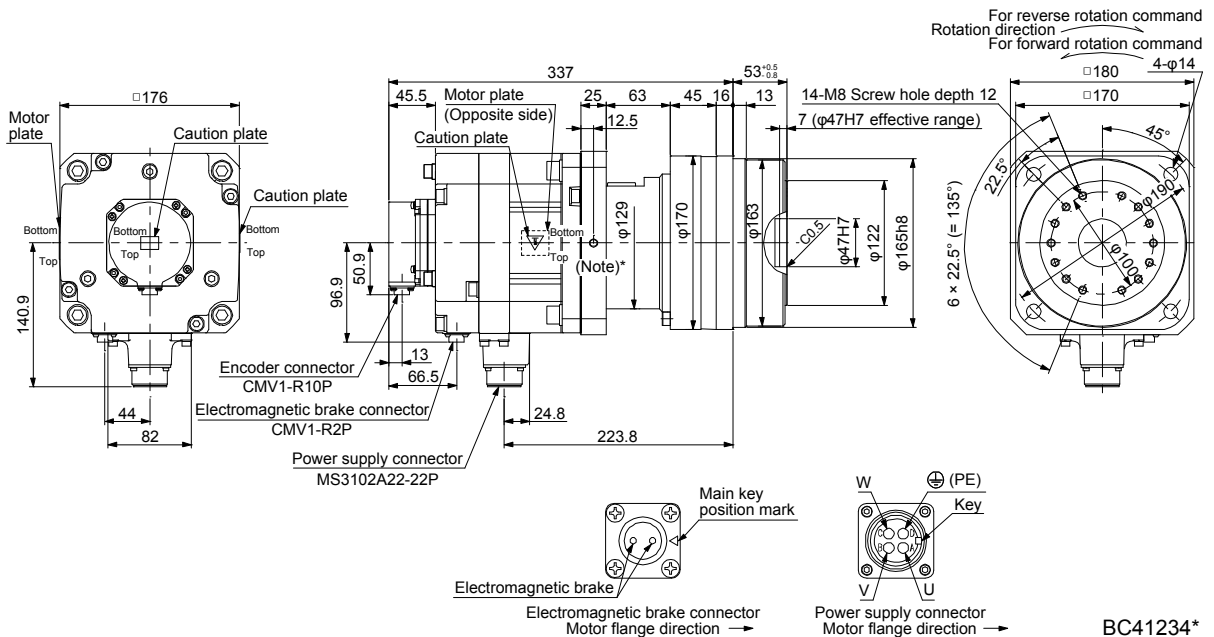 For reverse rotation command
Rotation direction
For forward rotation command
4-φ14
□180
□170
45°
22.5°
φ190
φ100
6 × 22.5° (= 135°)
337
53 +0.5 -0.8
45.5
Motor plate
(Opposite side)
Caution plate
25
63
45
16
13
12.5
14-M8 Screw hole depth 12
7 (φ47H7 effective range)
□176
Motor
plate
Caution plate
Caution plate
Bottom
Top
Bottom
Top
Bottom
Top
140.9
44
82
Bottom
Top
(Note)*
96.9
50.9
φ129
φ170
φ163
C0.5
φ47H7
φ122
φ165h8
13
66.5
Encoder connector
CMV1-R10P
Electromagnetic brake connector
CMV1-R2P
24.8
223.8
Power supply connector
MS3102A22-22P
Main key
position mark
Electromagnetic brake
Electromagnetic brake connector
Motor flange direction
W
(PE)
Key
C
D
B
A
V
U
Power supply connector
Motor flange direction
BC41234*